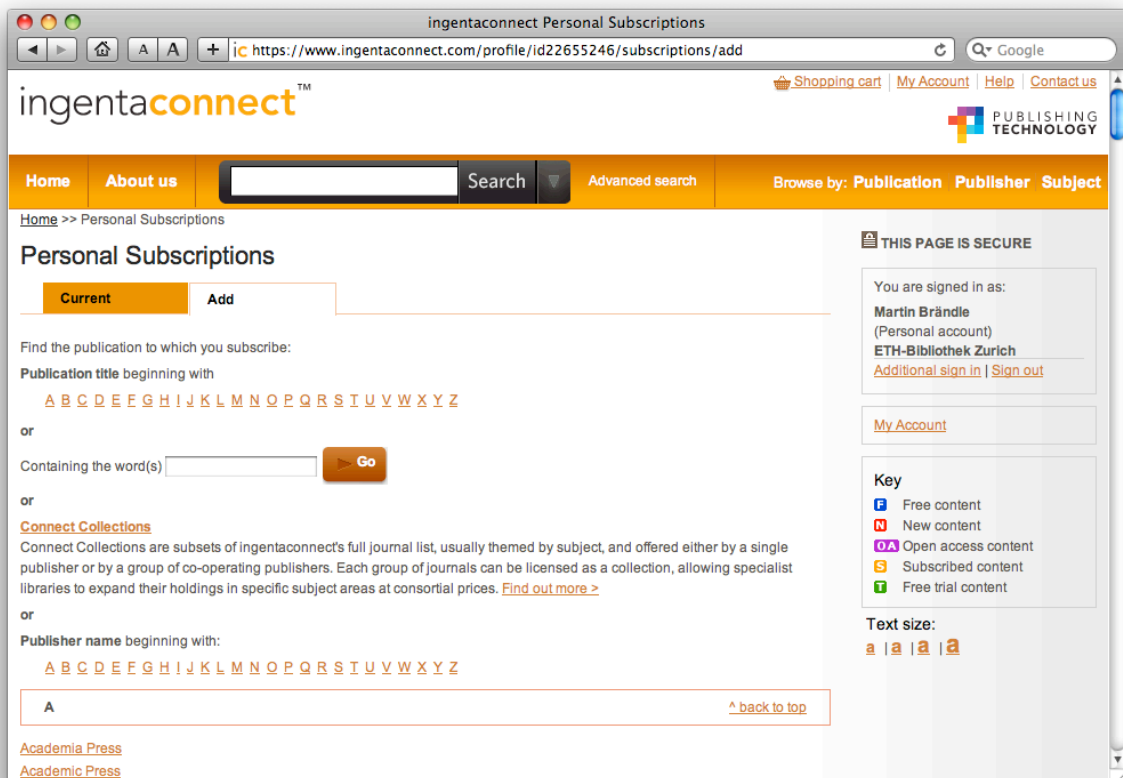 ingentaconnect Personal Subscriptions
A A + ic https://www.ingentaconnect.com/profile/id22655246/subscriptions/add Google
Shopping cart | My Account | Help | Contact us
ingentaconnect™
PUBLISHING
TECHNOLOGY
Home About us Search Advanced search Browse by: Publication Publisher Subject
Home >> Personal Subscriptions
Personal Subscriptions
Current Add
Find the publication to which you subscribe:
Publication title beginning with
A B C D E F G H I J K L M N O P Q R S T U V W X Y Z
or
Containing the word(s) Go
or
Connect Collections
Connect Collections are subsets of ingentaconnect's full journal list, usually themed by subject, and offered either by a single
publisher or by a group of co-operating publishers. Each group of journals can be licensed as a collection, allowing specialist
libraries to expand their holdings in specific subject areas at consortial prices. Find out more >
or
Publisher name beginning with:
A B C D E F G H I J K L M N O P Q R S T U V W X Y Z
A ^ back to top
Academia Press
Academic Press
THIS PAGE IS SECURE
You are signed in as:
Martin Brändle
(Personal account)
ETH-Bibliothek Zurich
Additional sign in | Sign out
My Account
Key
F Free content
N New content
OA Open access content
S Subscribed content
T Free trial content
Text size:
a | a | a | a